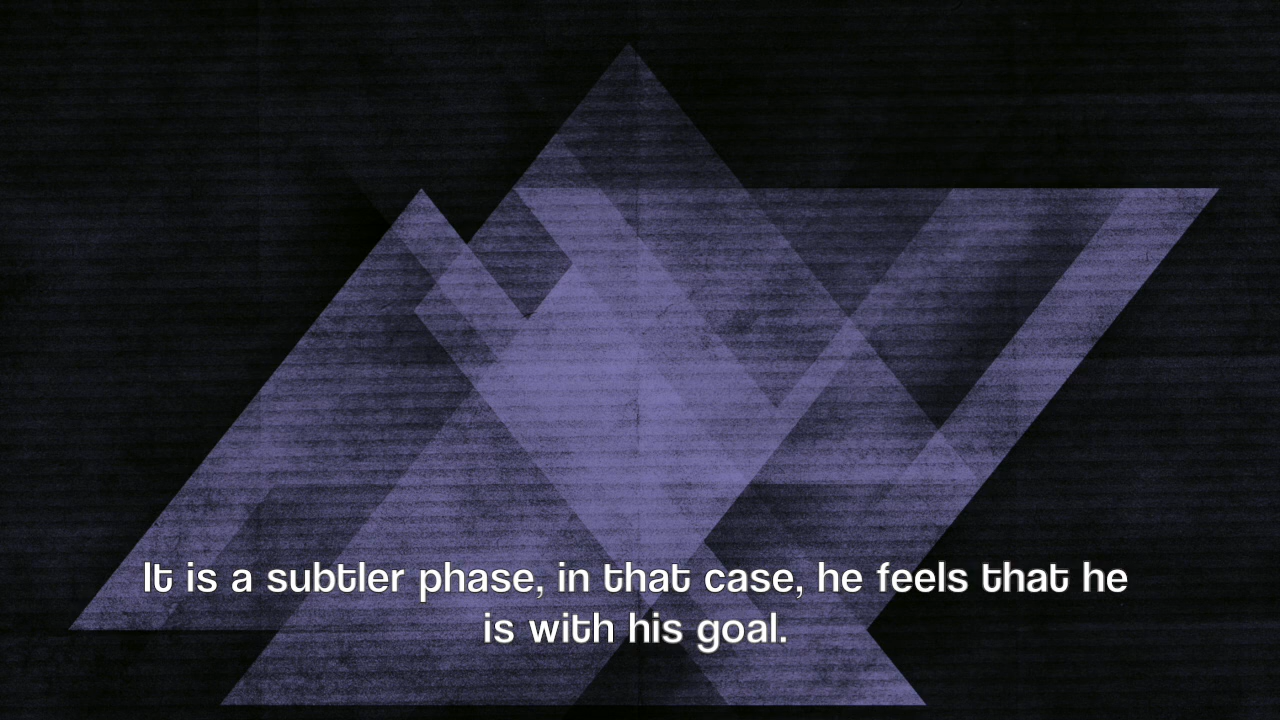 It is a subtler phase, in that case, he feels that he
is with his goal.